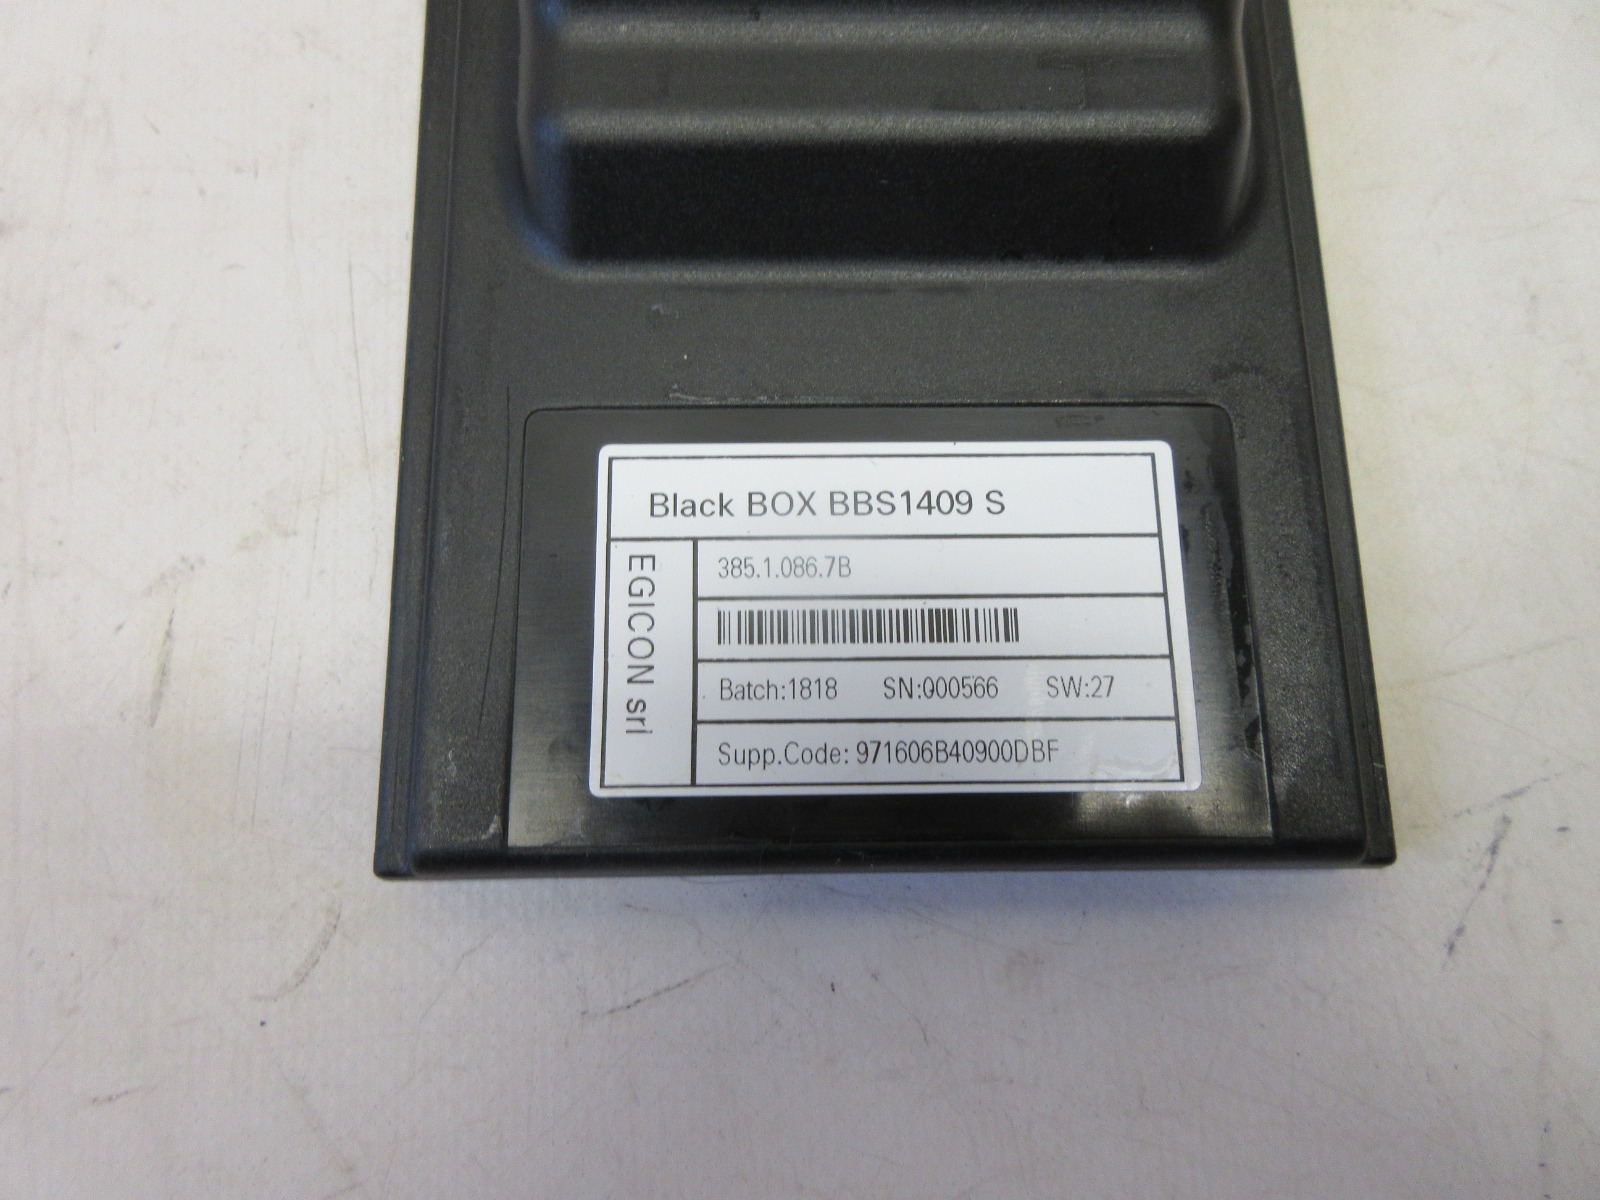 Black BOX BBS1409 S
EGICON srl
385.1.086.7B
Batch:1818 SN:000566 SW:27
Supp.Code: 971606B40900DBF